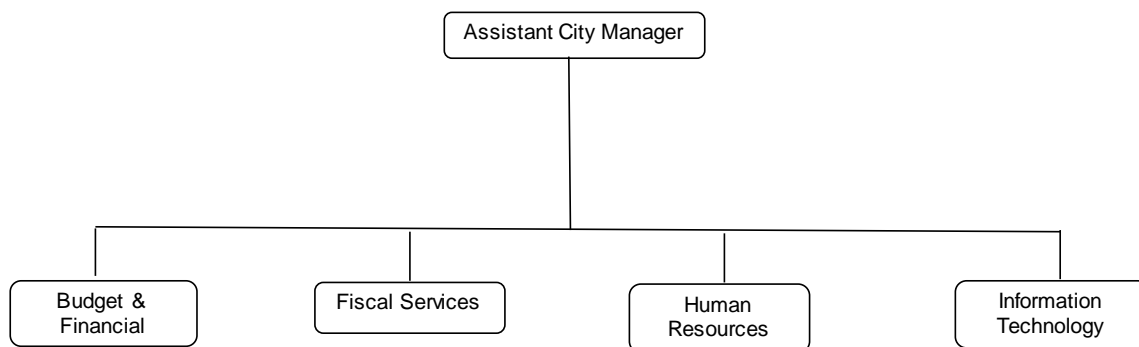 Assistant City Manager
Budget &
Financial
Fiscal Services
Human
Resources
Information
Technology